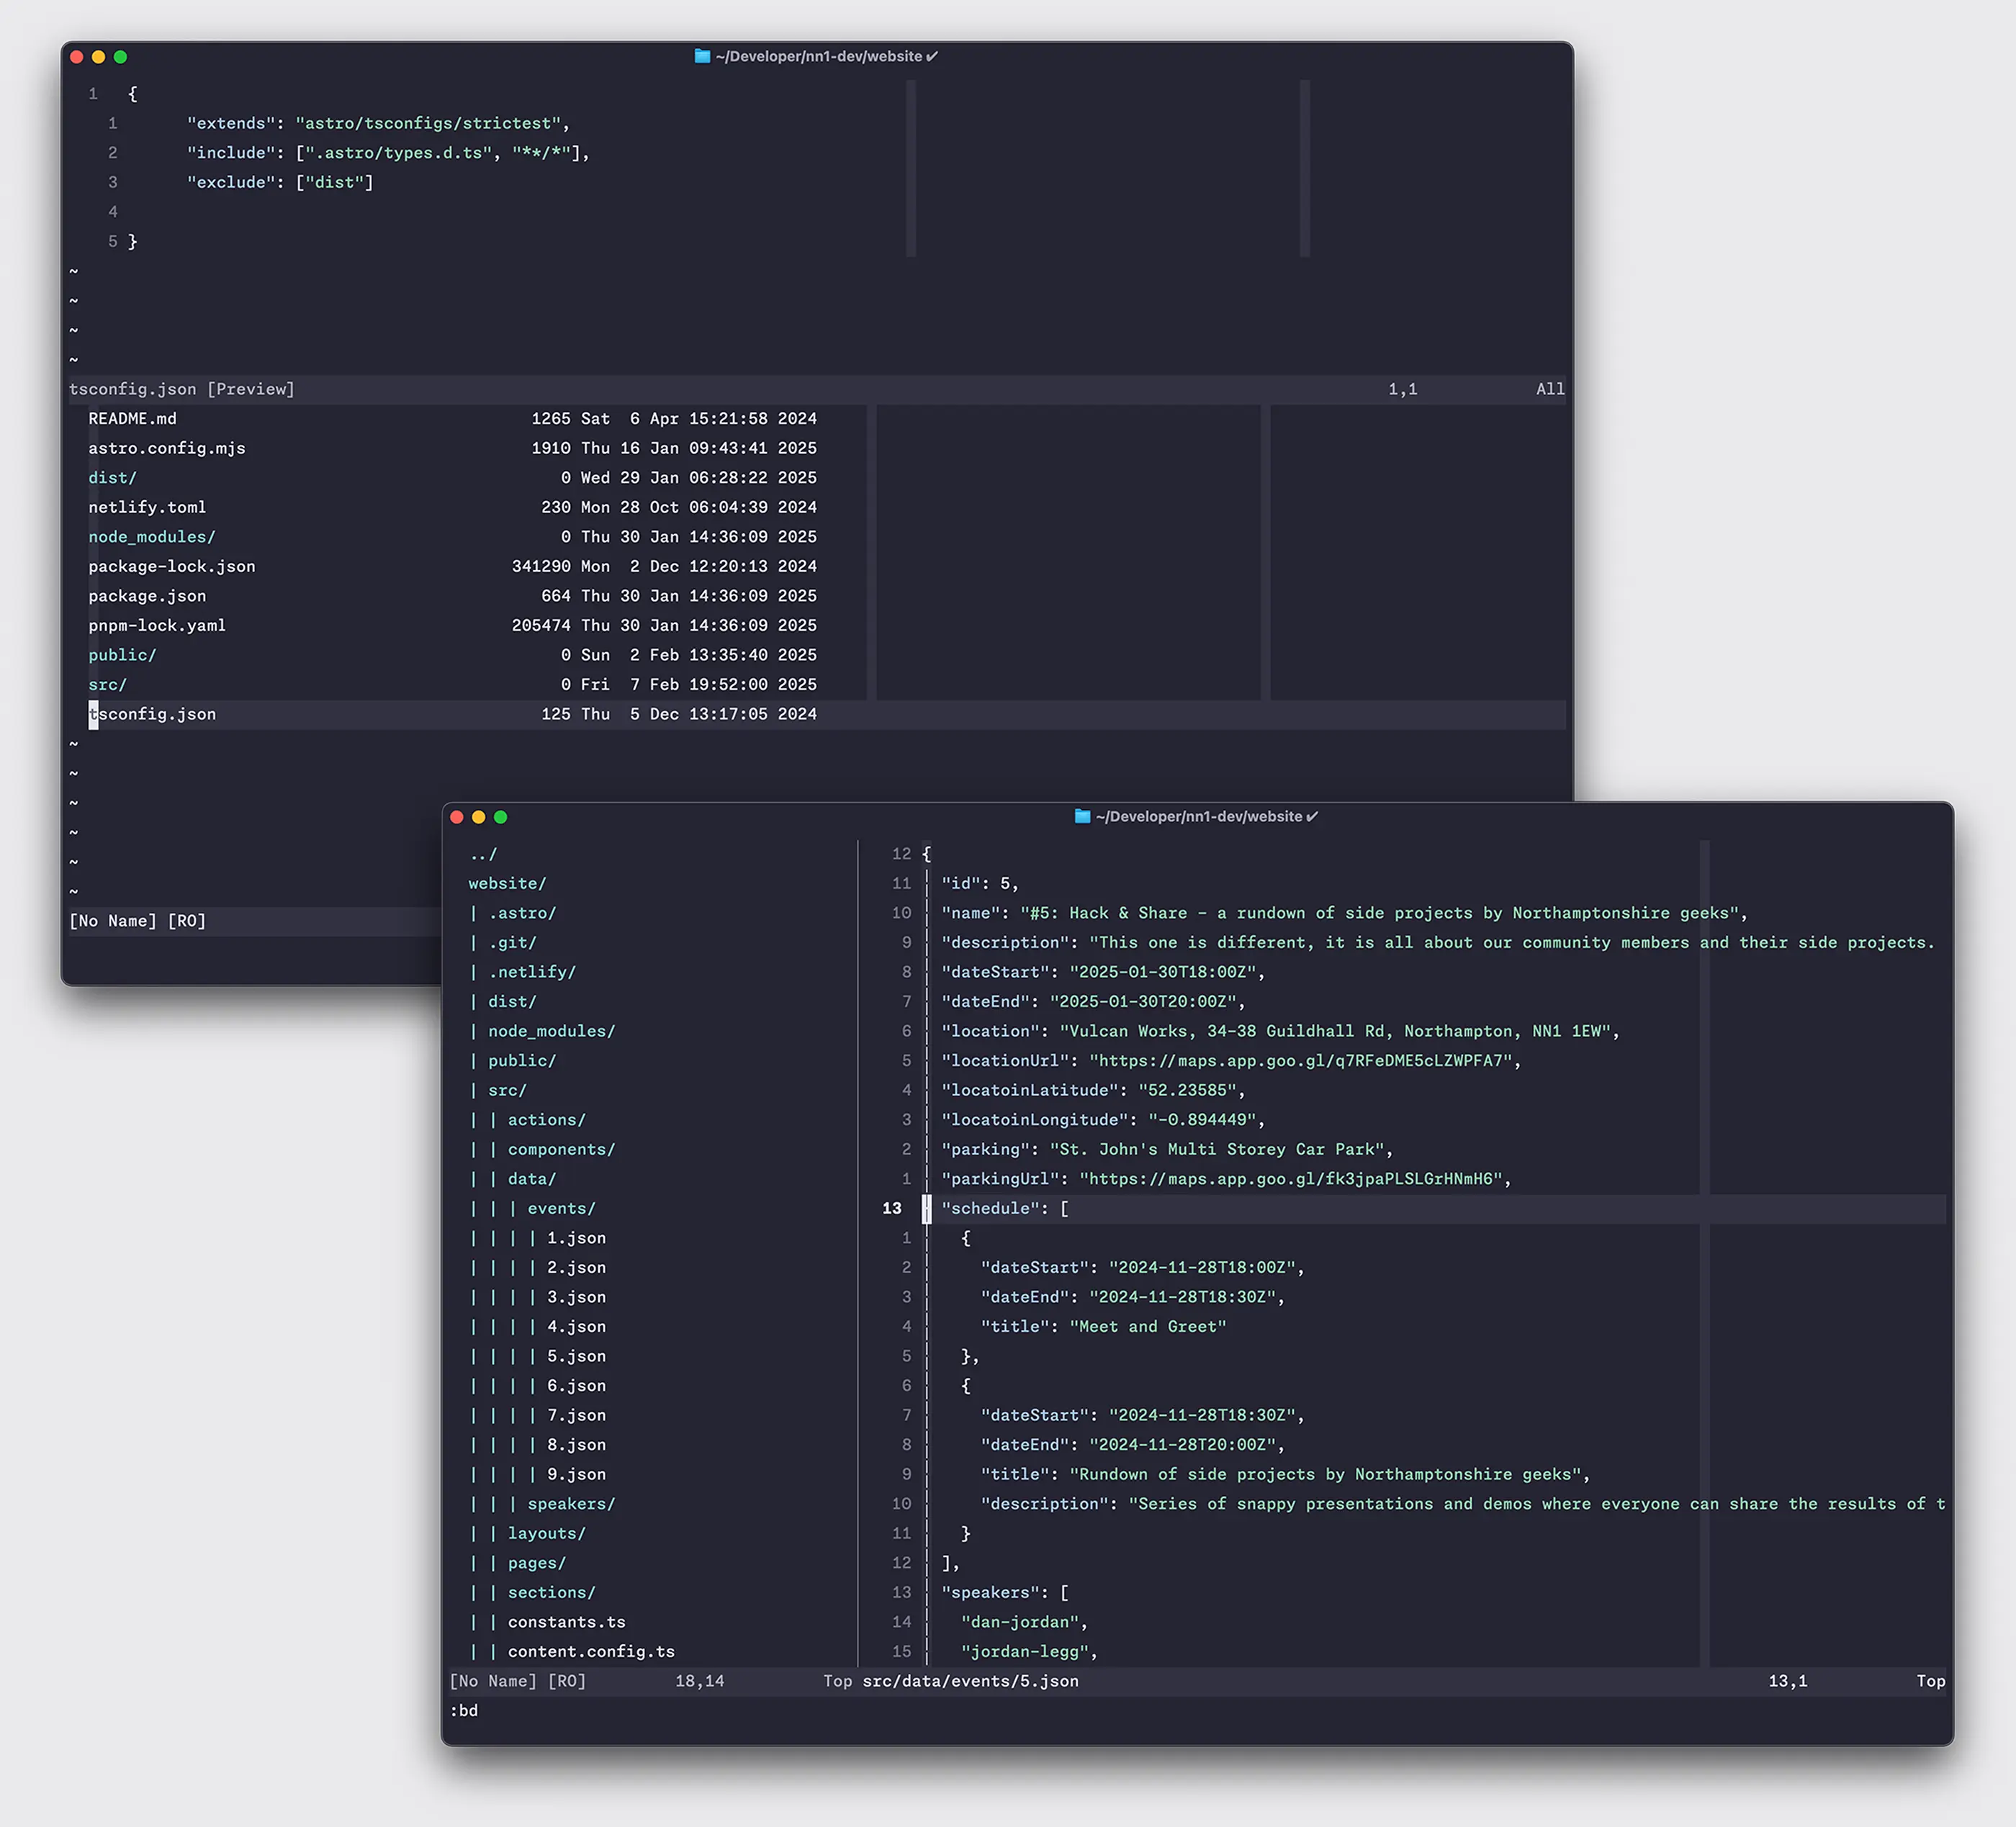 ~/Developer/nn1-dev/website ✔
1 {
1 "extends": "astro/tsconfigs/strictest",
2 "include": [".astro/types.d.ts", "**/*"],
3 "exclude": ["dist"]
4
5 }
~
~
~
~
tsconfig.json [Preview] 1,1 All
README.md 1265 Sat 6 Apr 15:21:58 2024
astro.config.mjs 1910 Thu 16 Jan 09:43:41 2025
dist/ 0 Wed 29 Jan 06:28:22 2025
netlify.toml 230 Mon 28 Oct 06:04:39 2024
node_modules/ 0 Thu 30 Jan 14:36:09 2025
package-lock.json 341290 Mon 2 Dec 12:20:13 2024
package.json 664 Thu 30 Jan 14:36:09 2025
pnpm-lock.yaml 205474 Thu 30 Jan 14:36:09 2025
public/ 0 Sun 2 Feb 13:35:40 2025
src/ 0 Fri 7 Feb 19:52:00 2025
tsconfig.json 125 Thu 5 Dec 13:17:05 2024
~
~
~
~
~
~
[No Name] [RO]
~/Developer/nn1-dev/website ✔
../
website/
| .astro/
| .git/
| .netlify/
| dist/
| node_modules/
| public/
| src/
| | actions/
| | components/
| | data/
| | | events/
| | | | 1.json
| | | | 2.json
| | | | 3.json
| | | | 4.json
| | | | 5.json
| | | | 6.json
| | | | 7.json
| | | | 8.json
| | | | 9.json
| | | speakers/
| | layouts/
| | pages/
| | sections/
| | constants.ts
| | content.config.ts
[No Name] [RO] 18,14 Top
12 {
11 "id": 5,
10 "name": "#5: Hack & Share - a rundown of side projects by Northamptonshire geeks",
9 "description": "This one is different, it is all about our community members and their side projects.
8 "dateStart": "2025-01-30T18:00Z",
7 "dateEnd": "2025-01-30T20:00Z",
6 "location": "Vulcan Works, 34-38 Guildhall Rd, Northampton, NN1 1EW",
5 "locationUrl": "https://maps.app.goo.gl/q7RFeDME5cLZWPFA7",
4 "locatoinLatitude": "52.23585",
3 "locatoinLongitude": "-0.894449",
2 "parking": "St. John's Multi Storey Car Park",
1 "parkingUrl": "https://maps.app.goo.gl/fk3jpaPLSLGrHNmH6",
13 "schedule": [
1 {
2 "dateStart": "2024-11-28T18:00Z",
3 "dateEnd": "2024-11-28T18:30Z",
4 "title": "Meet and Greet"
5 },
6 {
7 "dateStart": "2024-11-28T18:30Z",
8 "dateEnd": "2024-11-28T20:00Z",
9 "title": "Rundown of side projects by Northamptonshire geeks",
10 "description": "Series of snappy presentations and demos where everyone can share the results of t
11 }
12 ],
13 "speakers": [
14 "dan-jordan",
15 "jordan-legg",
src/data/events/5.json 13,1 Top
:bd